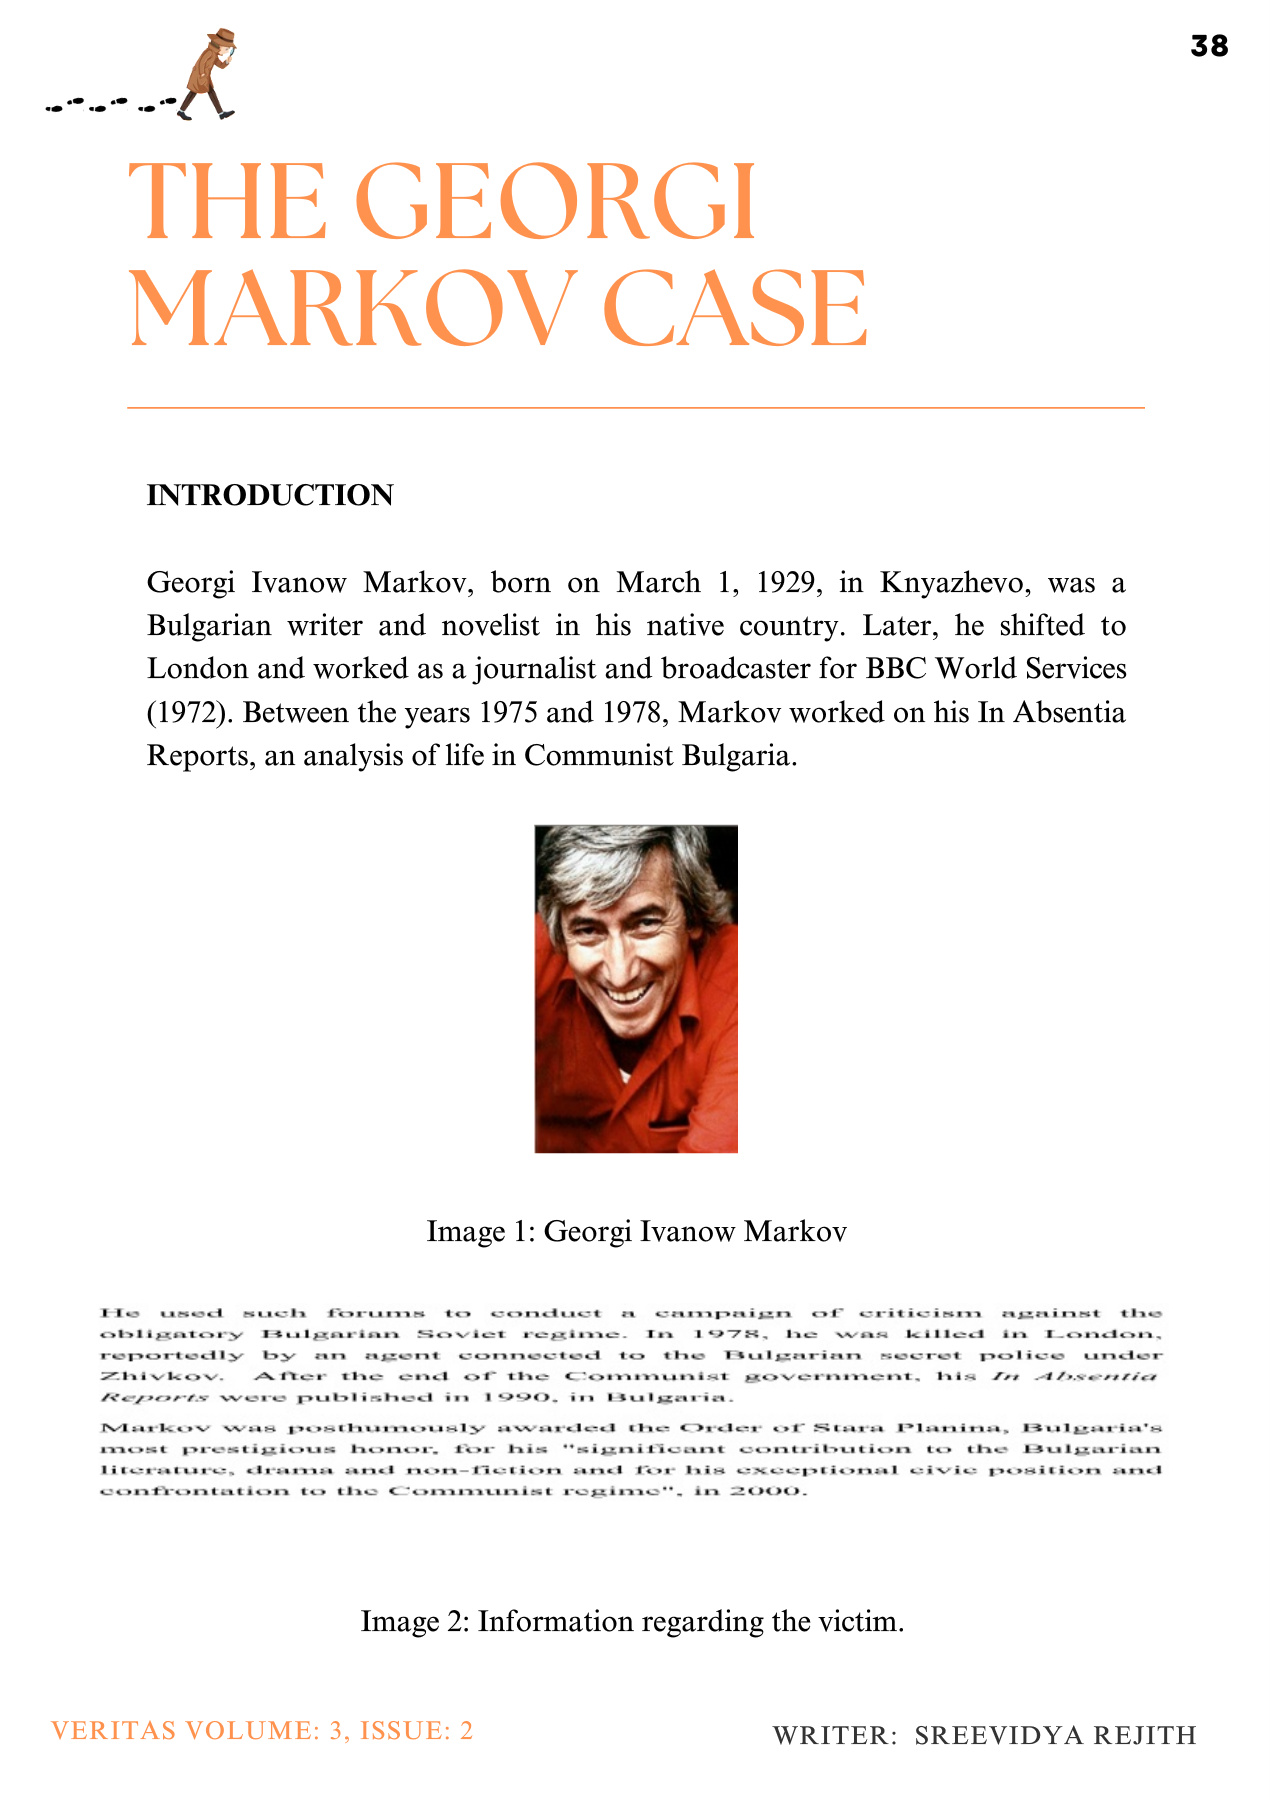 38
THE GEORGI
MARKOV CASE
INTRODUCTION
Georgi Ivanow Markov, born on March 1, 1929, in Knyazhevo, was a
Bulgarian writer and novelist in his native country. Later, he shifted to
London and worked as a journalist and broadcaster for BBC World Services
(1972). Between the years 1975 and 1978, Markov worked on his In Absentia
Reports, an analysis of life in Communist Bulgaria.
Image 1: Georgi Ivanow Markov
He used such forums to conduct a campaign of criticism against the
obligatory Bulgarian Soviet regime. In 1978, he was killed in London,
reportedly by an agent connected to the Bulgarian secret police under
Zhivkov. After the end of the Communist government, his In Absentia
Reports were published in 1990, in Bulgaria.
Markov was posthumously awarded the Order of Stara Planina, Bulgaria's
most prestigious honor, for his "significant contribution to the Bulgarian
literature, drama and non-fiction and for his exceptional civic position and
confrontation to the Communist regime", in 2000.
Image 2: Information regarding the victim.
VERITAS VOLUME: 3, ISSUE: 2
WRITER: SREEVIDYA REJITH